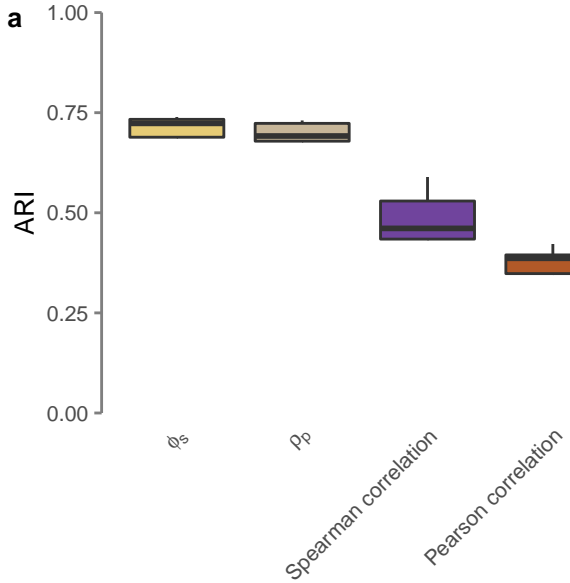 a
1.00
0.75
0.50
0.25
0.00
ARI
ϕs
ρp
Spearman correlation
Pearson correlation